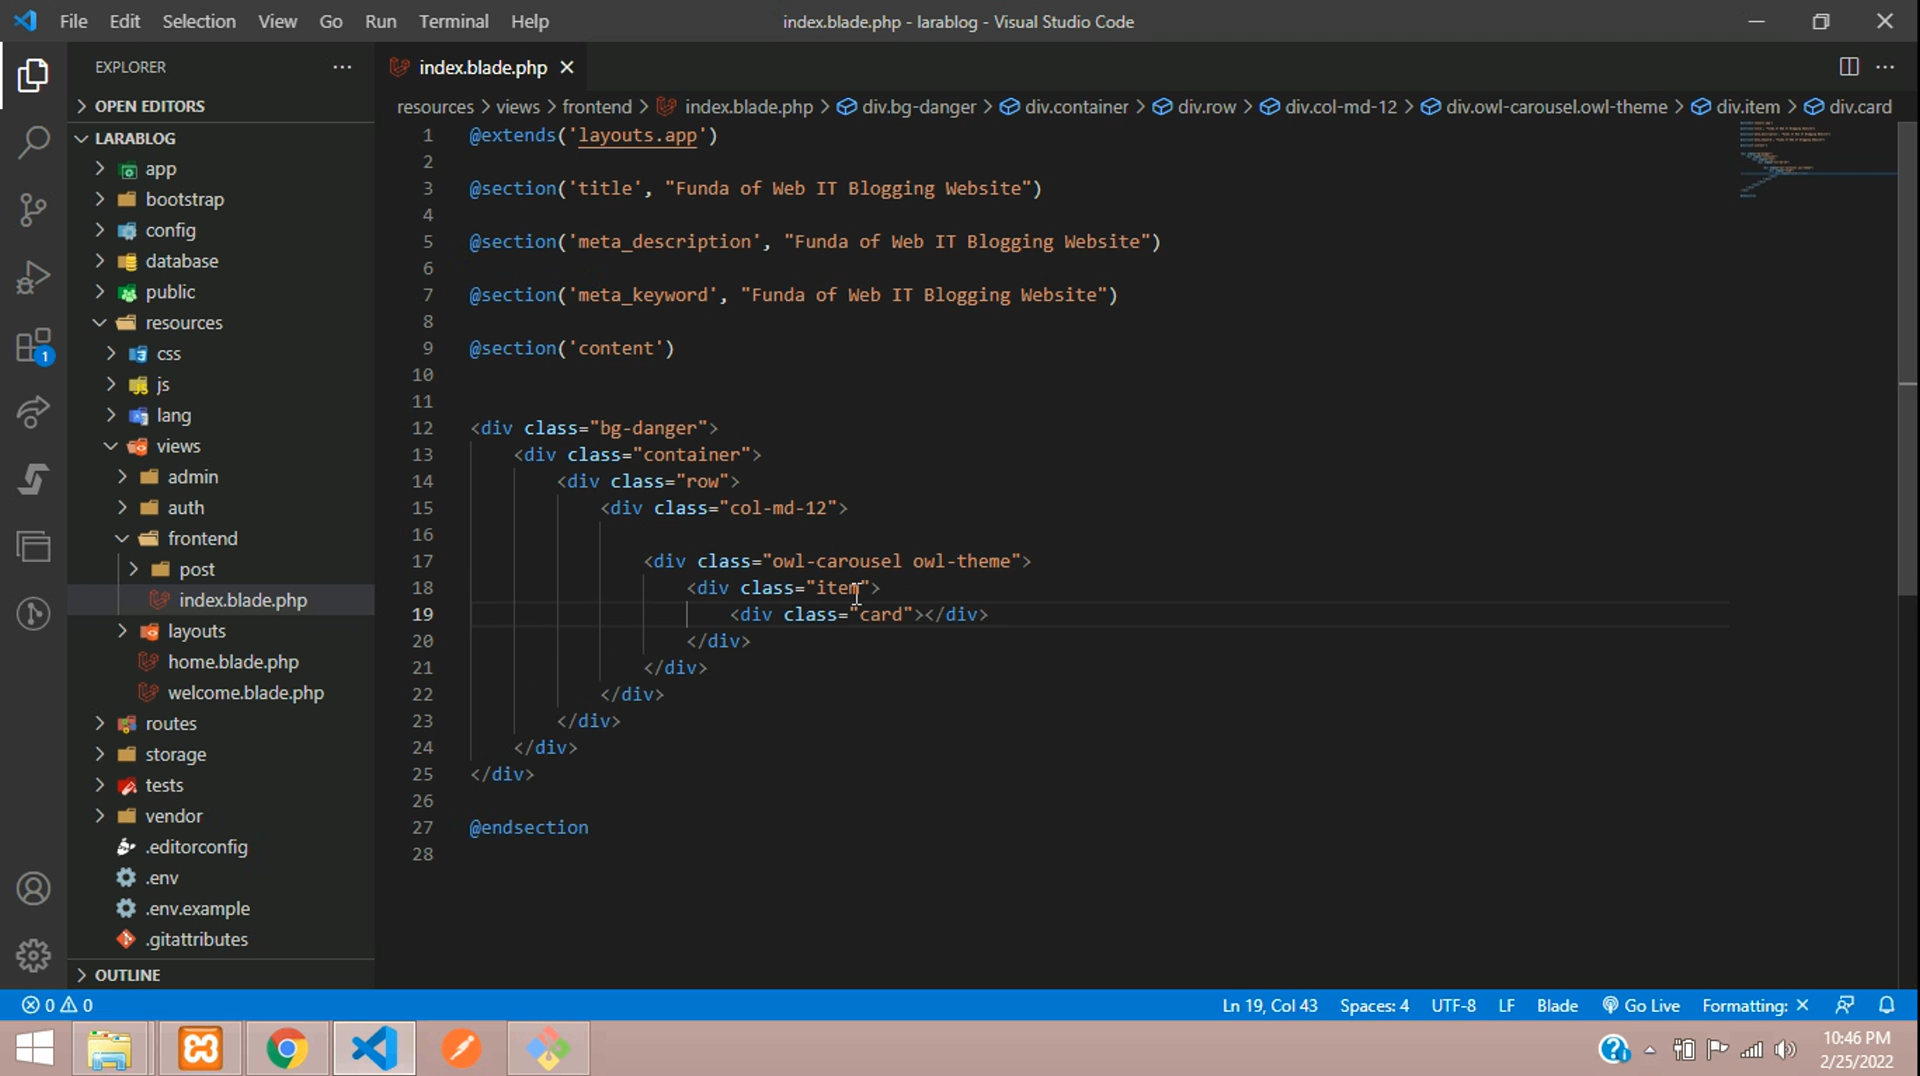 File Edit Selection View Go Run Terminal Help index.blade.php - larablog - Visual Studio Code
EXPLORER
OPEN EDITORS
LARABLOG
app
bootstrap
config
database
public
resources
css
js
lang
views
admin
auth
frontend
post
index.blade.php
layouts
home.blade.php
welcome.blade.php
routes
storage
tests
vendor
.editorconfig
.env
.env.example
.gitattributes
OUTLINE
index.blade.php
resources > views > frontend > index.blade.php > div.bg-danger > div.container > div.row > div.col-md-12 > div.owl-carousel.owl-theme > div.item > div.card
1 @extends('layouts.app')
2
3 @section('title', "Funda of Web IT Blogging Website")
4
5 @section('meta_description', "Funda of Web IT Blogging Website")
6
7 @section('meta_keyword', "Funda of Web IT Blogging Website")
8
9 @section('content')
10
11
12 <div class="bg-danger">
13 <div class="container">
14 <div class="row">
15 <div class="col-md-12">
16
17 <div class="owl-carousel owl-theme">
18 <div class="item">
19 <div class="card"></div>
20 </div>
21 </div>
22 </div>
23 </div>
24 </div>
25 </div>
26
27 @endsection
28
0 0 Ln 19, Col 43 Spaces: 4 UTF-8 LF Blade Go Live Formatting: ×
1
10:46 PM
2/25/2022